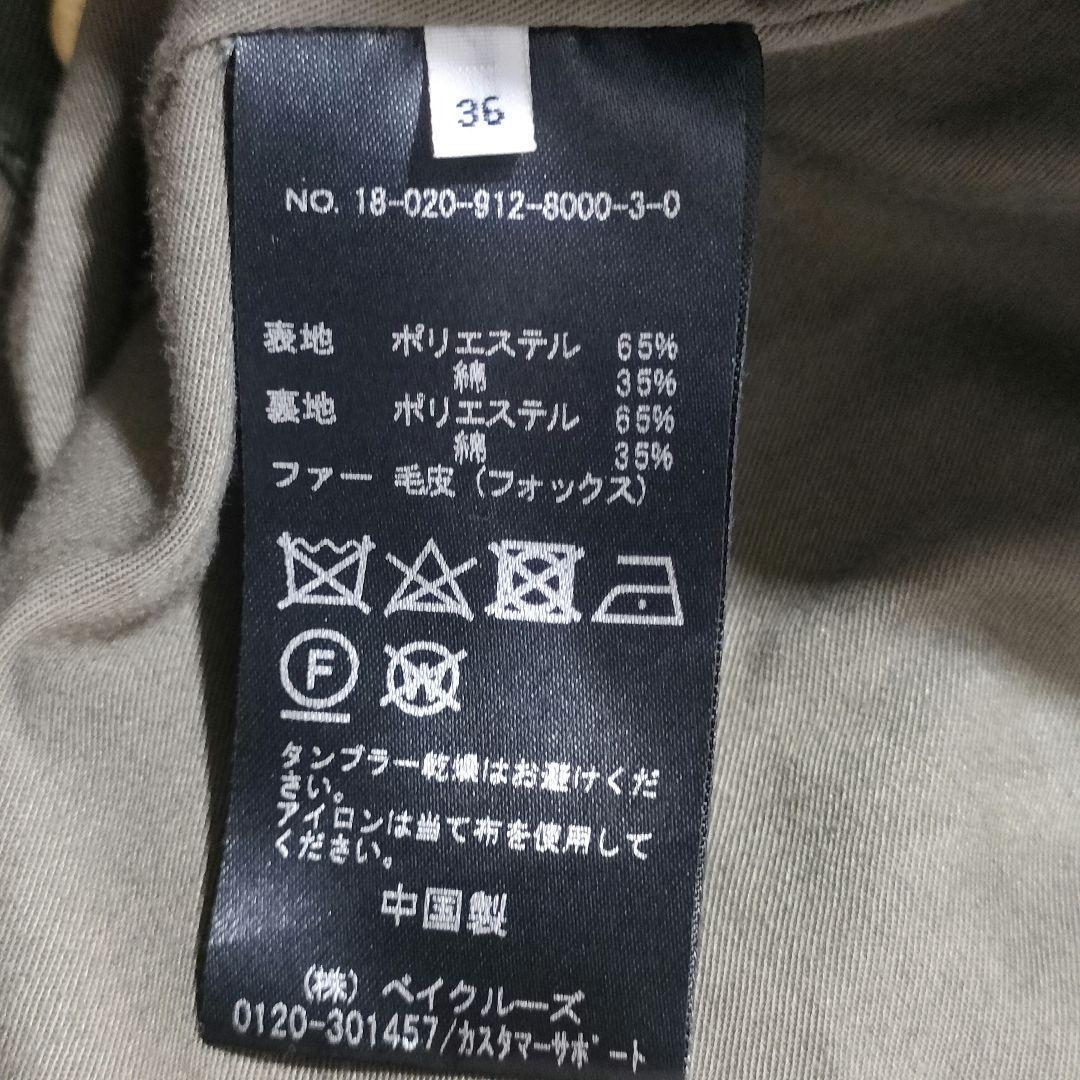 36
NO. 18-020-912-8000-3-0
表地 ポリエステル 65%
綿 35%
裏地 ポリエステル 65%
綿 35%
ファー 毛皮(フォックス)
F
W
タンブラー乾燥はお避けくだ
さい。
アイロンは当て布を使用して
ください。
中国製
(株) ベイクルーズ
0120-301457/カスタマーサポート